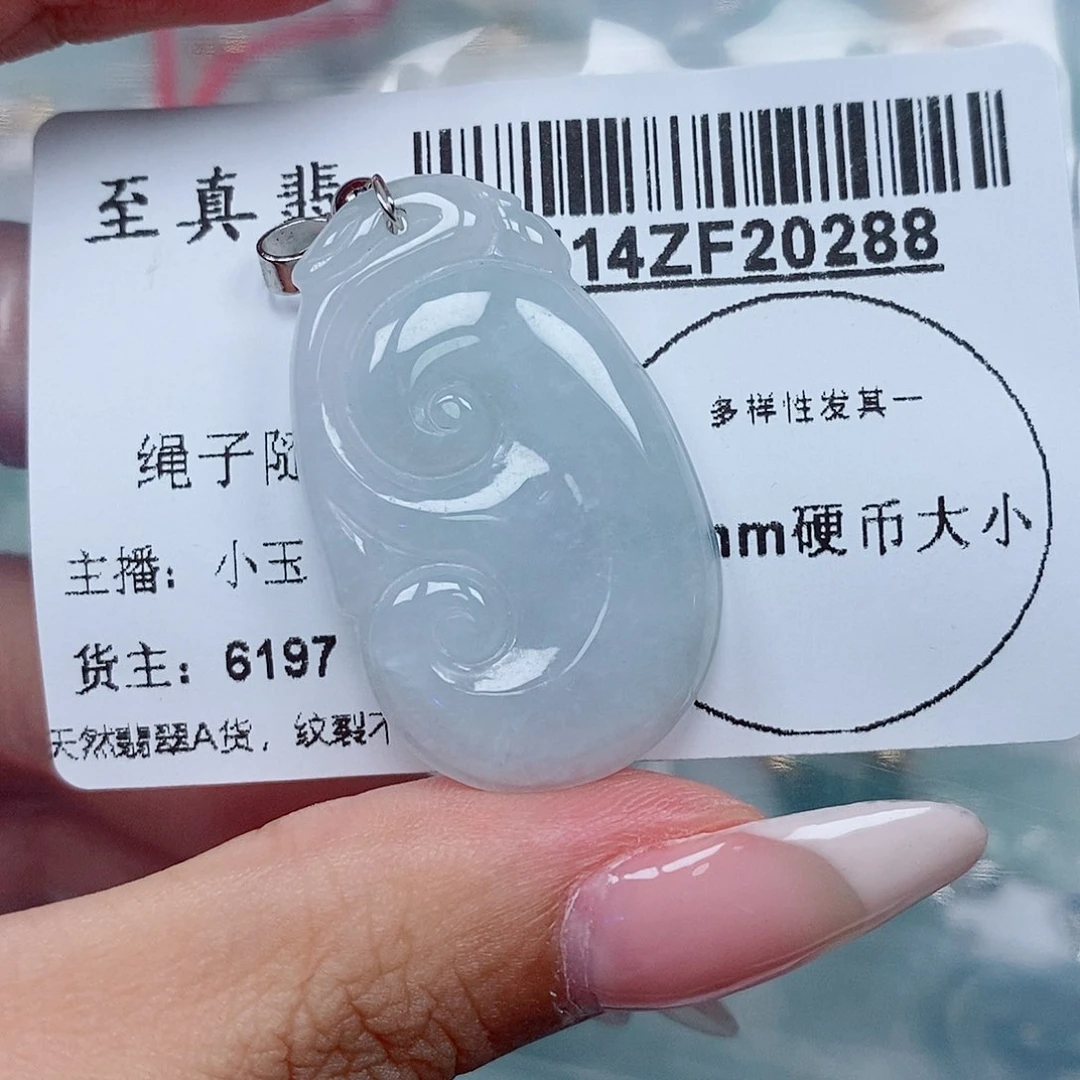 至真翡
14ZF20288
多样性发其一
绳子随
mm硬币大小
主播：小玉
货主：6197
天然翡翠A货，纹裂不